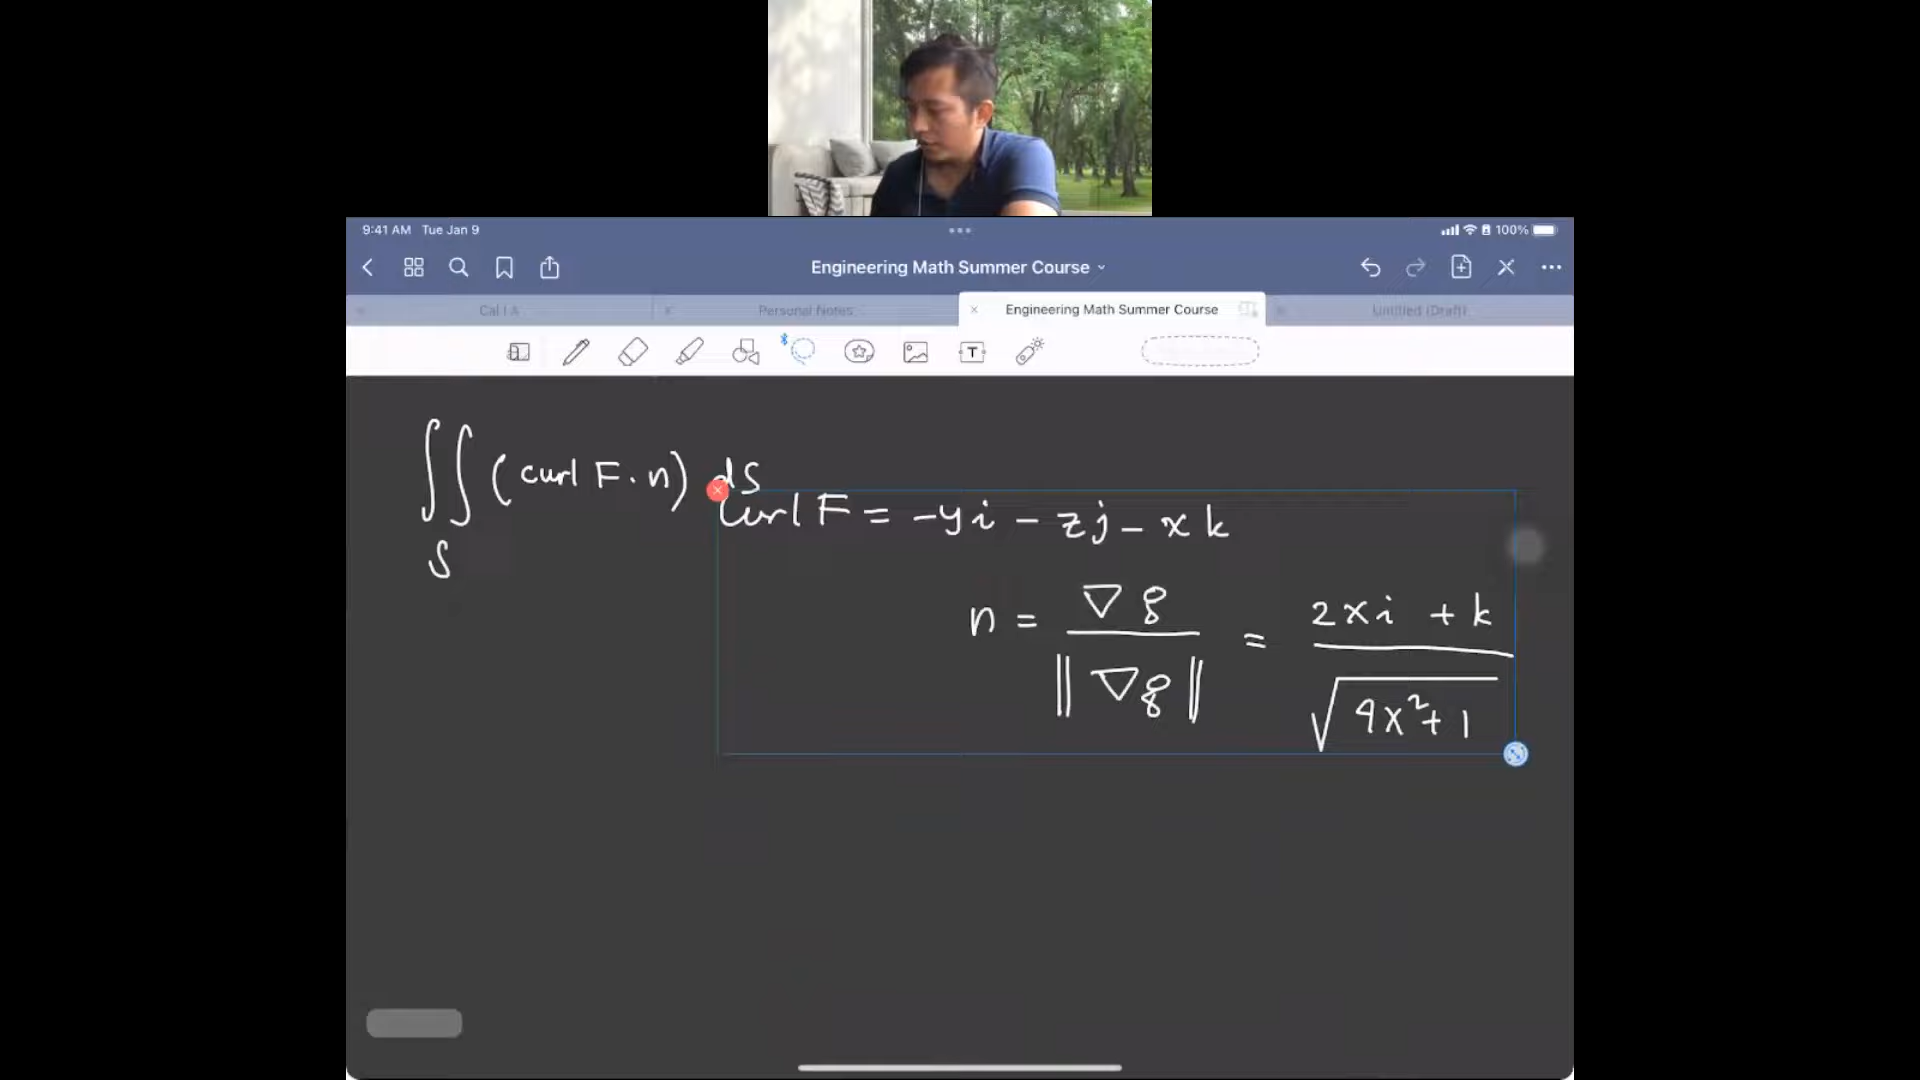 9:41 AM Tue Jan 9
100%
Engineering Math Summer Course
Cal I A
Personal Notes
Engineering Math Summer Course
Untitled (Draft)
T
∫∫ (curl F · n) dS
S
curl F = -yi - zj - xk
n = ∇g / ‖∇g‖ = 2xi + k / √4x²+1